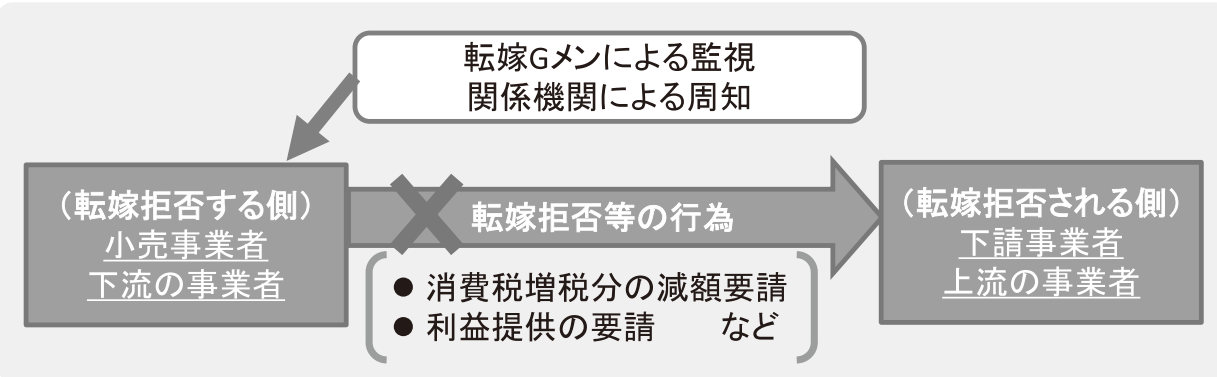 転嫁Gメンによる監視
関係機関による周知
（転嫁拒否する側）
小売事業者
下流の事業者
転嫁拒否等の行為
● 消費税増税分の減額要請
● 利益提供の要請　　など
（転嫁拒否される側）
下請事業者
上流の事業者